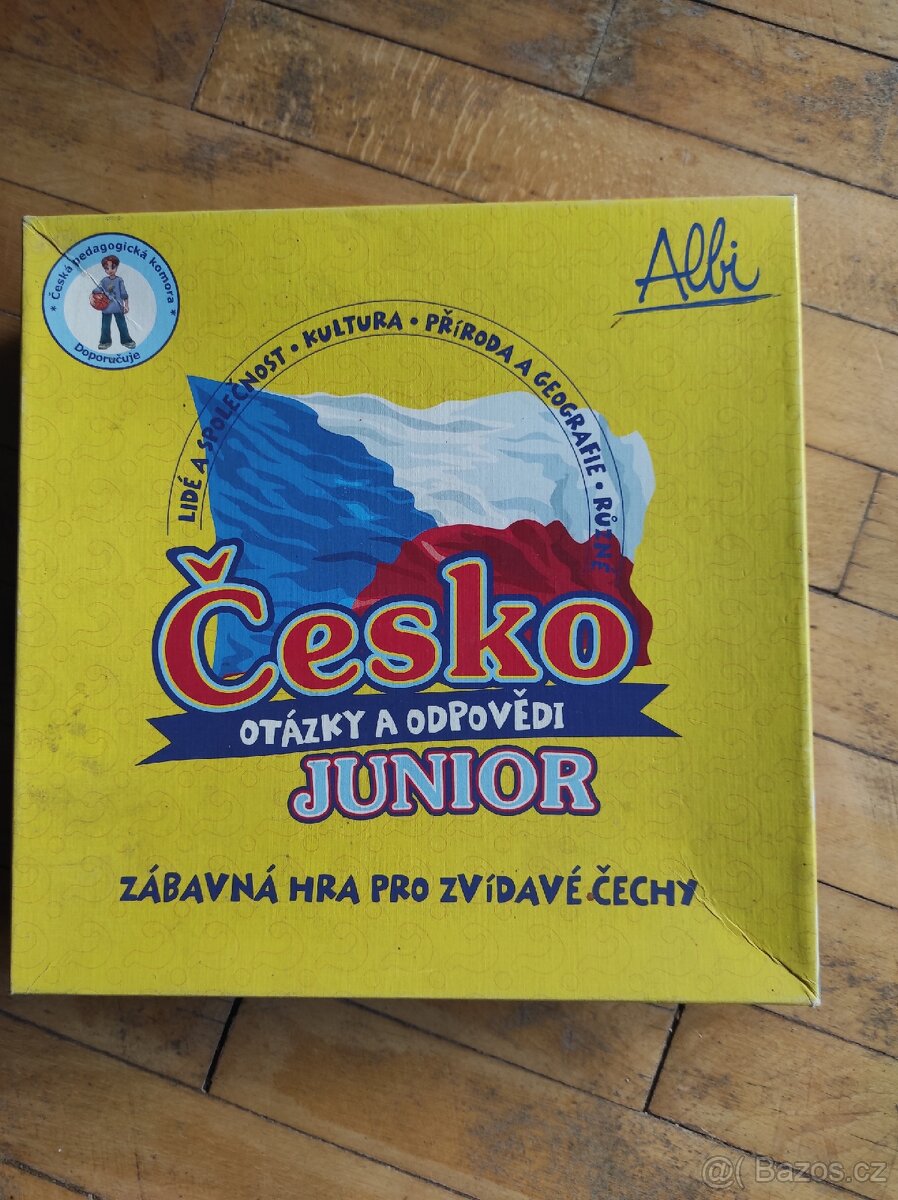 * Česká pedagogická komora *
Doporučuje
Albi
LIDÉ A SPOLEČNOST • KULTURA • PŘÍRODA A GEOGRAFIE • RŮZNÉ
Česko
OTÁZKY A ODPOVĚDI
JUNIOR
ZÁBAVNÁ HRA PRO ZVÍDAVÉ ČECHY
@( Bazos.cz